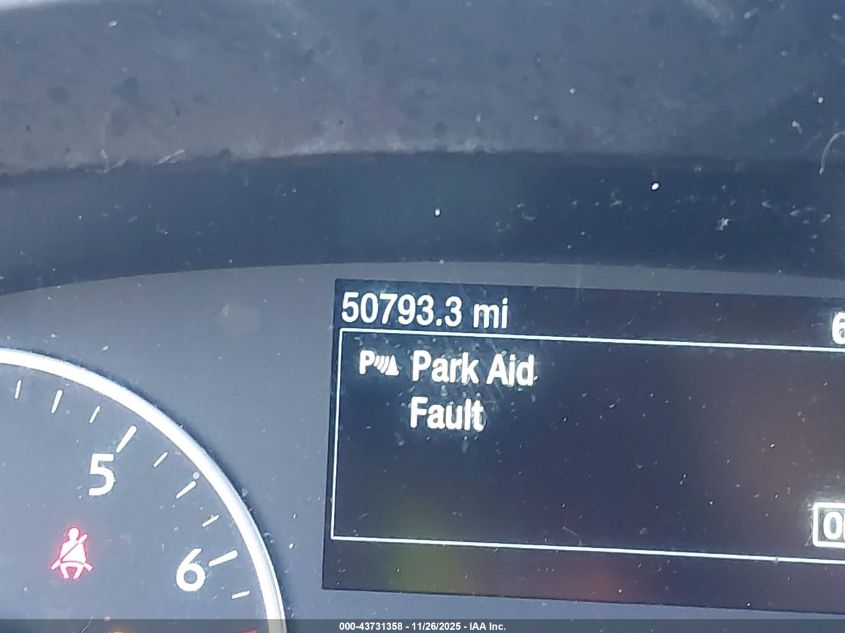 50793.3 mi
Park Aid
Fault
5
6
000-43731358 - 11/26/2025 - IAA Inc.